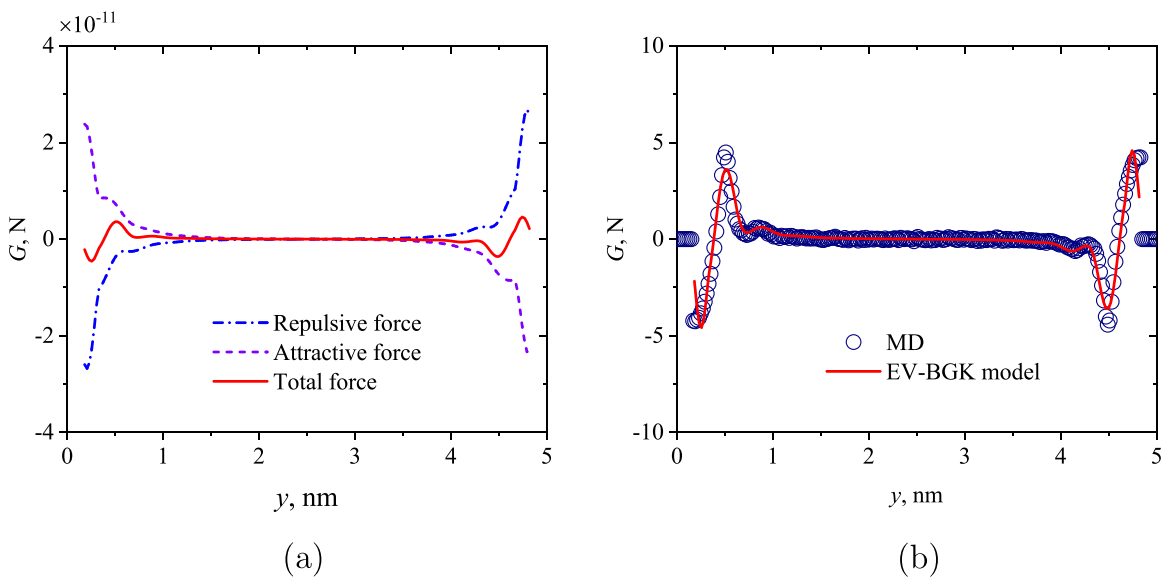 ×10-11
4
2
0
-2
-4
G, N
0 1 2 3 4 5
y, nm
Repulsive force
Attractive force
Total force
(a)
10
5
0
-5
-10
G, N
0 1 2 3 4 5
y, nm
MD
EV-BGK model
(b)